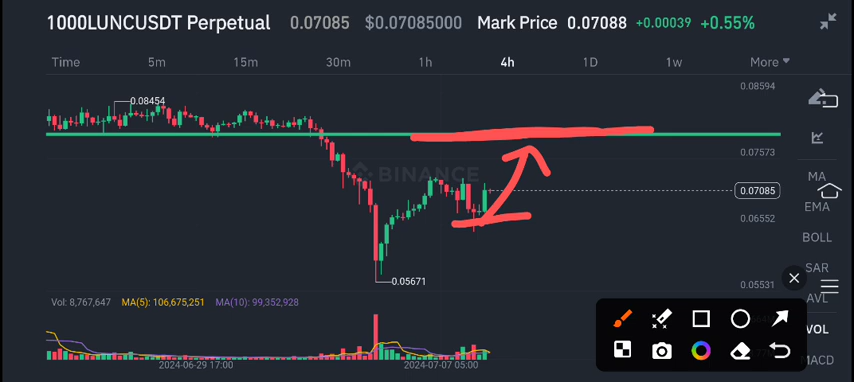 1000LUNCUSDT Perpetual 0.07085 $0.07085000 Mark Price 0.07088 +0.00039 +0.55%
Time 5m 15m 30m 1h 4h 1D 1w More
0.08594
0.08454
0.07573
BINANCE
MA
0.07085
EMA
0.06552
BOLL
SAR
0.05671
0.05531
AVL
Vol: 8,767,647 MA(5): 106,675,251 MA(10): 99,352,928
VOL
MACD
2024-06-29 17:00 2024-07-07 05:00